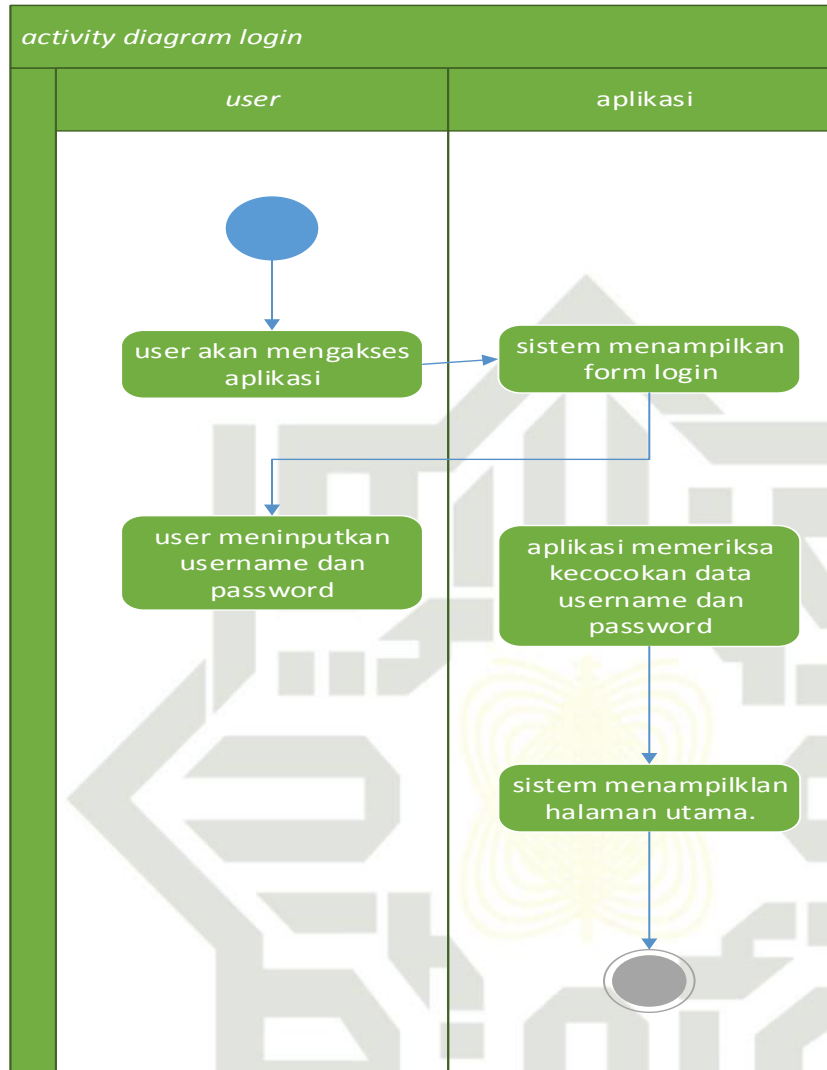 activity diagram login
user
aplikasi
user akan mengakses
aplikasi
sistem menampilkan
form login
user meninputkan
username dan
password
aplikasi memeriksa
kecocokan data
username dan
password
sistem menampilklan
halaman utama.